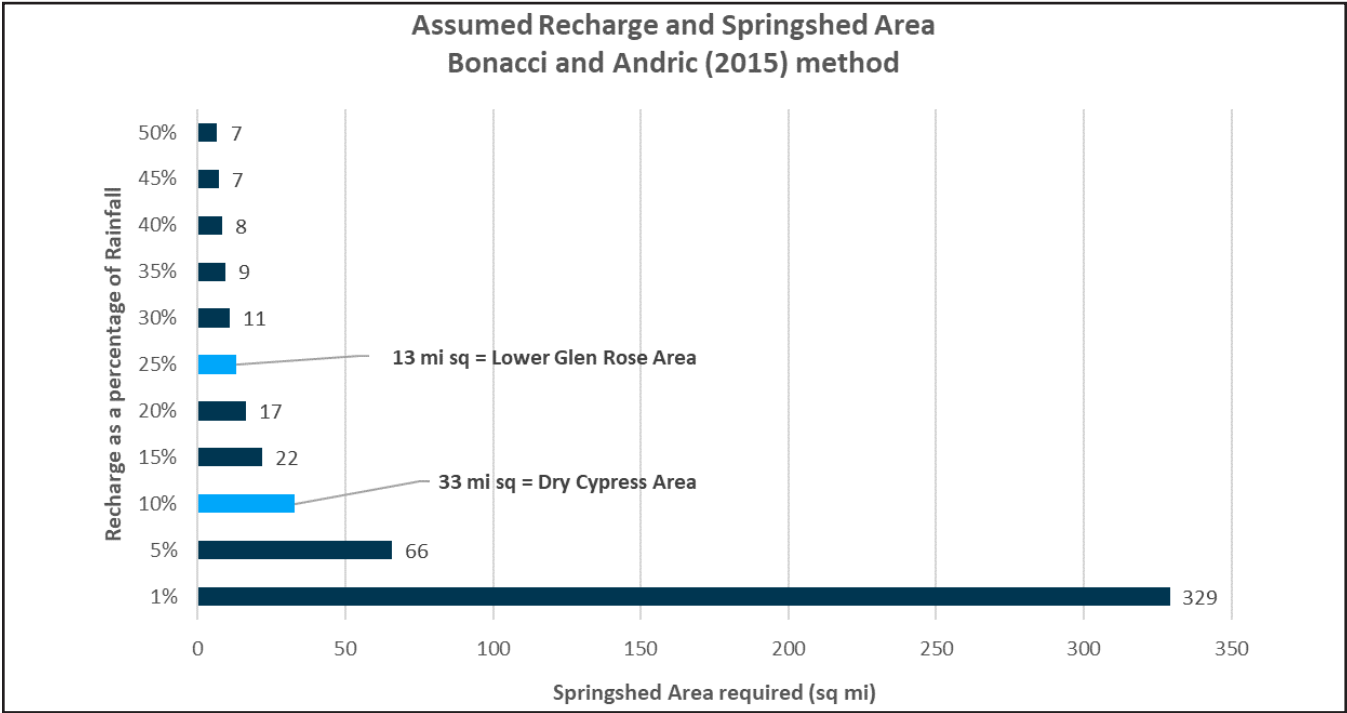 Assumed Recharge and Springshed Area
Bonacci and Andric (2015) method
Recharge as a percentage of Rainfall
50% 7
45% 7
40% 8
35% 9
30% 11
25% 13 mi sq = Lower Glen Rose Area
20% 17
15% 22
10% 33 mi sq = Dry Cypress Area
5% 66
1% 329
0 50 100 150 200 250 300 350
Springshed Area required (sq mi)